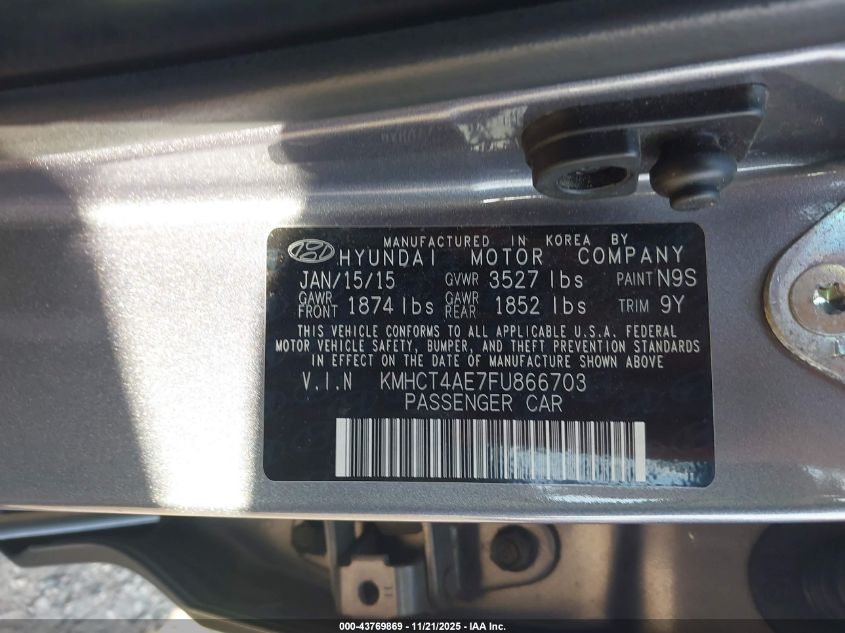 MANUFACTURED IN KOREA BY
HYUNDAI MOTOR COMPANY
JAN/15/15 GVWR 3527 lbs PAINT N9S
GAWR FRONT 1874 lbs GAWR REAR 1852 lbs TRIM 9Y
THIS VEHICLE CONFORMS TO ALL APPLICABLE U.S.A. FEDERAL
MOTOR VEHICLE SAFETY, BUMPER, AND THEFT PREVENTION STANDARDS
IN EFFECT ON THE DATE OF MANUFACTURE SHOWN ABOVE
V.I.N KMHCT4AE7FU866703
PASSENGER CAR
000-43769869 - 11/21/2025 - IAA Inc.